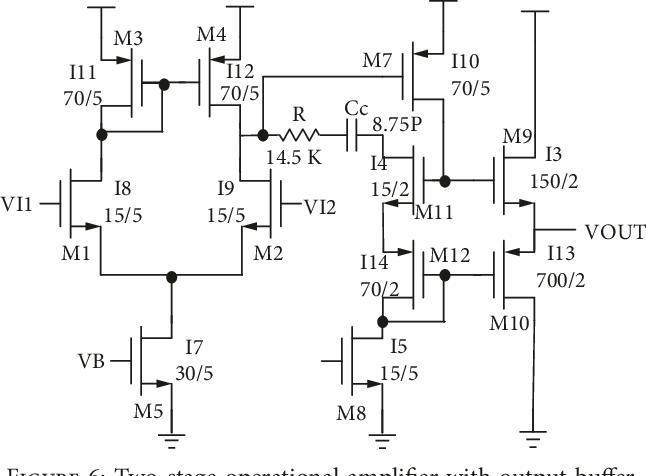 M3
M4
I11
70/5
I12
70/5
M7
I10
70/5
R
Cc
8.75P
14.5 K
M9
I3
150/2
I4
15/2
M11
VI1
I8
15/5
I9
15/5
VI2
M1
M2
VOUT
I14
70/2
M12
I13
700/2
M10
VB
I7
30/5
M5
I5
15/5
M8
FIGURE 6: Two-stage operational amplifier with output buffer